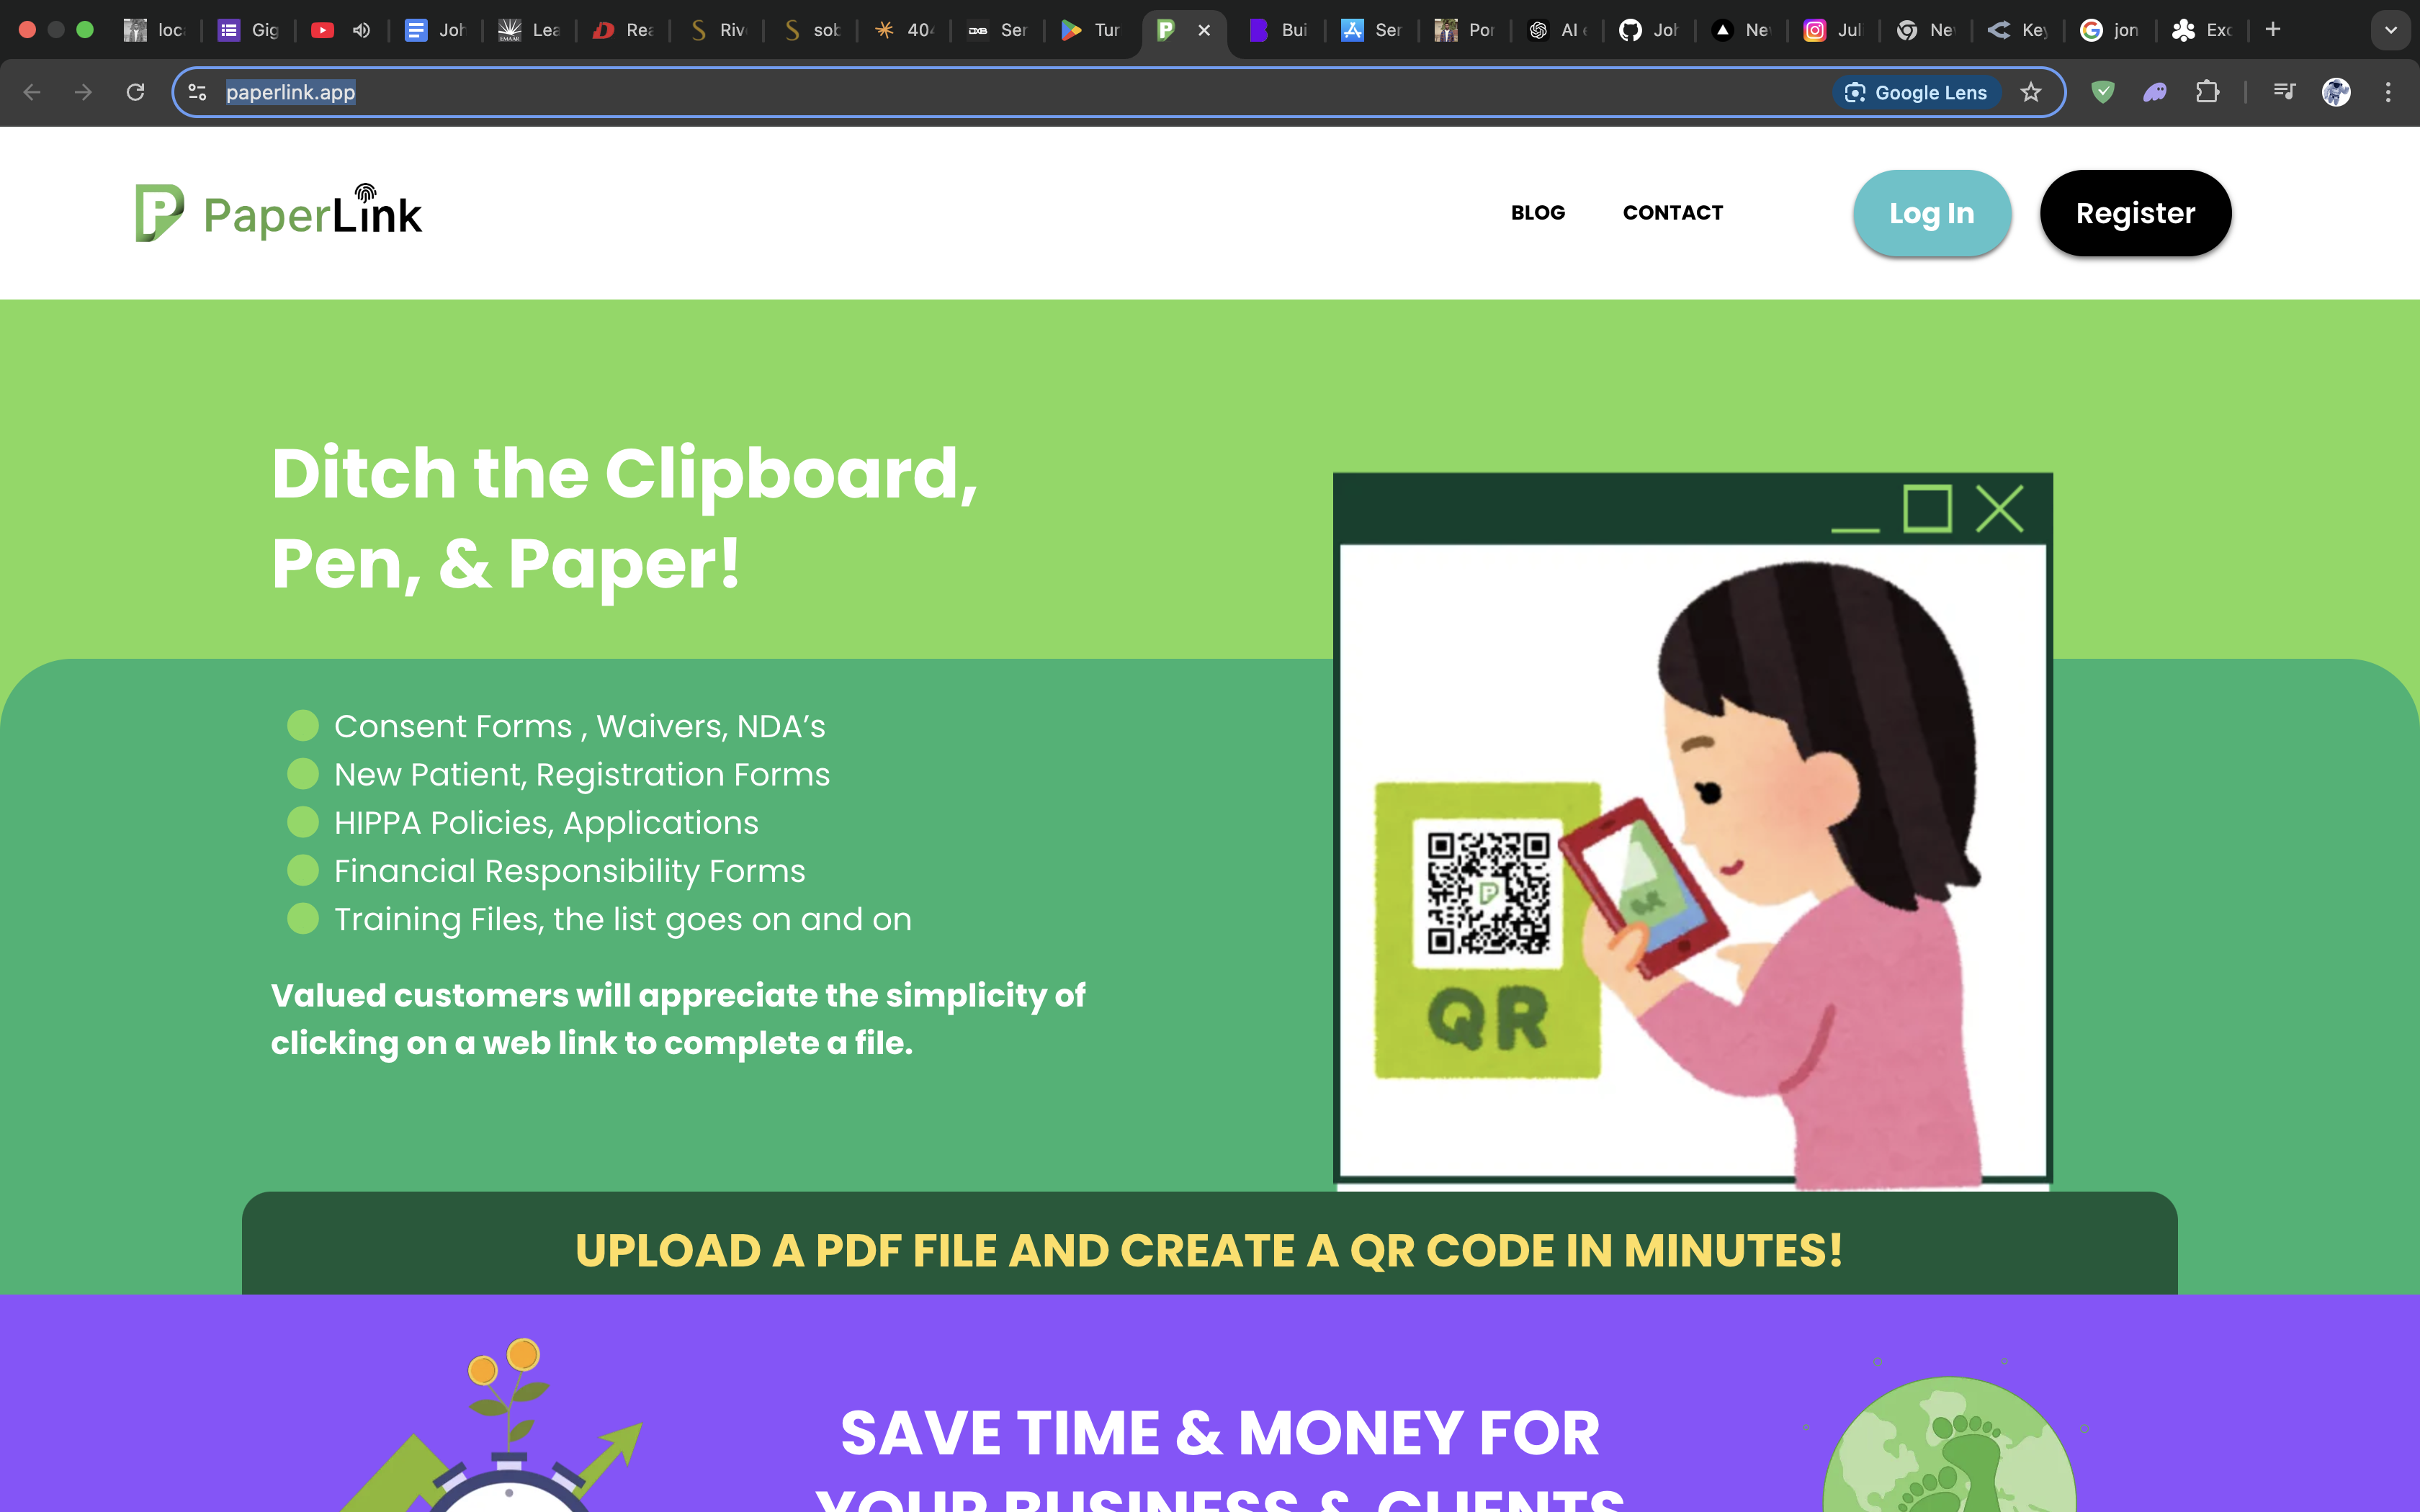 loc
Gig
Joh
Lea
Rea
Riv
sob
404
Ser
Tur
Bui
Ser
Por
AI
Joh
Ne
Jul
Ne
Key
jon
Exc
paperlink.app
Google Lens
PaperLink
BLOG
CONTACT
Log In
Register
Ditch the Clipboard,
Pen, & Paper!
Consent Forms , Waivers, NDA’s
New Patient, Registration Forms
HIPPA Policies, Applications
Financial Responsibility Forms
Training Files, the list goes on and on
Valued customers will appreciate the simplicity of
clicking on a web link to complete a file.
QR
UPLOAD A PDF FILE AND CREATE A QR CODE IN MINUTES!
SAVE TIME & MONEY FOR
YOUR BUSINESS & CLIENTS